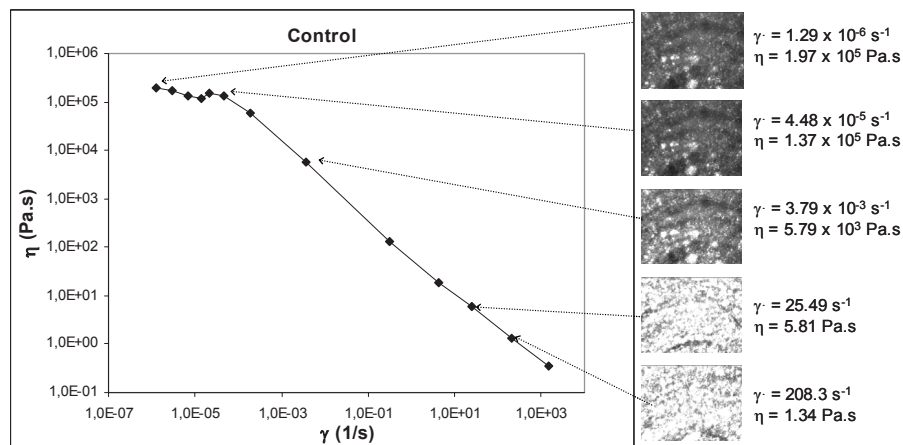 Control
1,0E+06
1,0E+05
1,0E+04
1,0E+03
1,0E+02
1,0E+01
1,0E+00
1,0E-01
η (Pa.s)
1,0E-07 1,0E-05 1,0E-03 1,0E-01 1,0E+01 1,0E+03
γ (1/s)
γ· = 1.29 x 10⁻⁶ s⁻¹
η = 1.97 x 10⁵ Pa.s
γ· = 4.48 x 10⁻⁵ s⁻¹
η = 1.37 x 10⁵ Pa.s
γ· = 3.79 x 10⁻³ s⁻¹
η = 5.79 x 10³ Pa.s
γ· = 25.49 s⁻¹
η = 5.81 Pa.s
γ· = 208.3 s⁻¹
η = 1.34 Pa.s